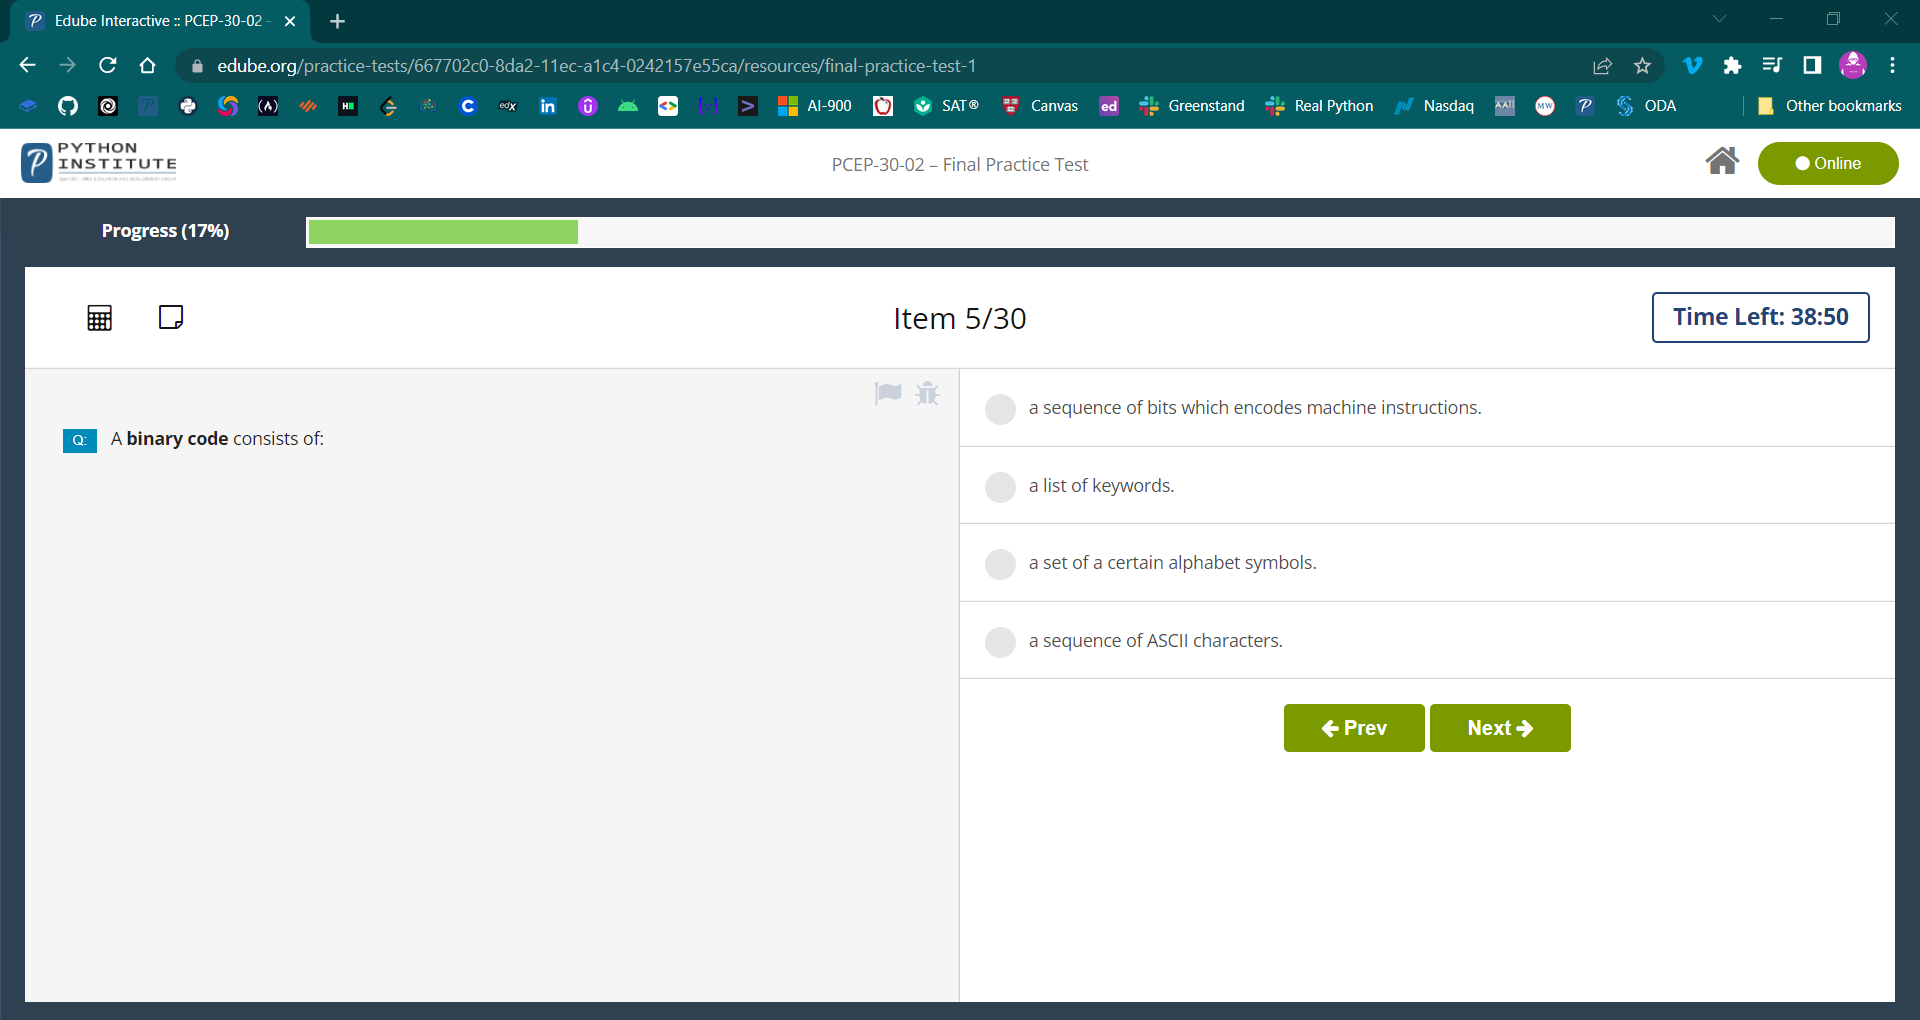 Edube Interactive :: PCEP-30-02 –
edube.org/practice-tests/667702c0-8da2-11ec-a1c4-0242157e55ca/resources/final-practice-test-1
AI-900
SAT®
Canvas
ed
Greenstand
Real Python
Nasdaq
ODA
Other bookmarks
PYTHON
INSTITUTE
PCEP-30-02 – Final Practice Test
Online
Progress (17%)
Item 5/30
Time Left: 38:50
Q: A binary code consists of:
a sequence of bits which encodes machine instructions.
a list of keywords.
a set of a certain alphabet symbols.
a sequence of ASCII characters.
Prev
Next